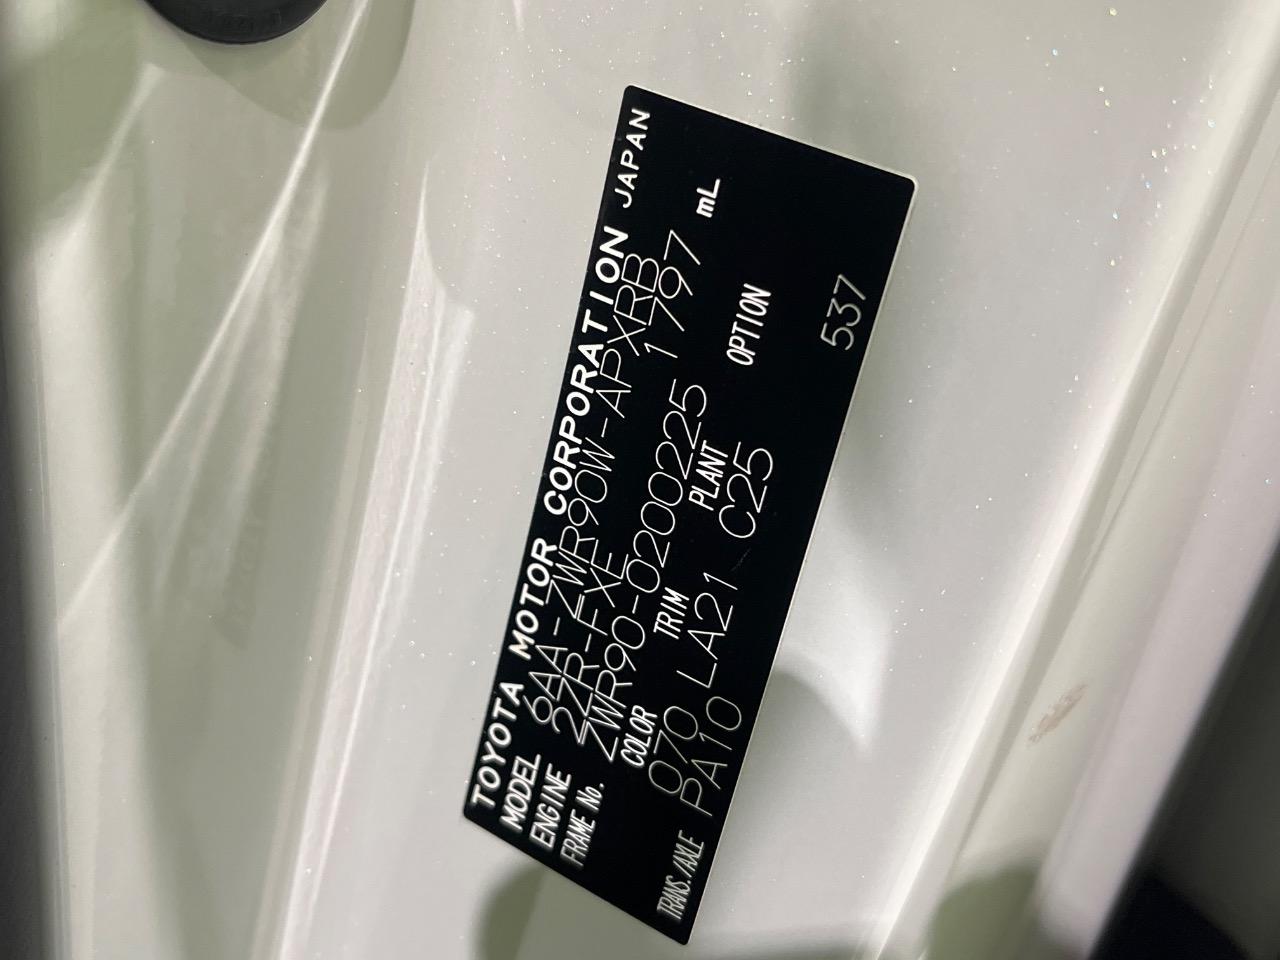 TOYOTA MOTOR CORPORATION JAPAN
MODEL 6AA-ZWR90W-APXRB
ENGINE 2ZR-FXE 1797 mL
FRAME No. ZWR90-0200225
COLOR TRIM PLANT OPTION
070 LA21 C25
TRANS./AXLE PA10 537